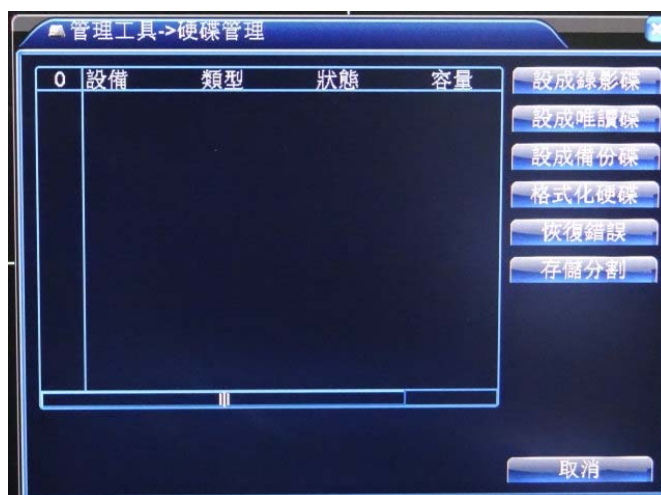 管理工具->硬碟管理
0 設備 類型 狀態 容量
設成錄影碟
設成唯讀碟
設成備份碟
格式化硬碟
恢復錯誤
存儲分割
取消